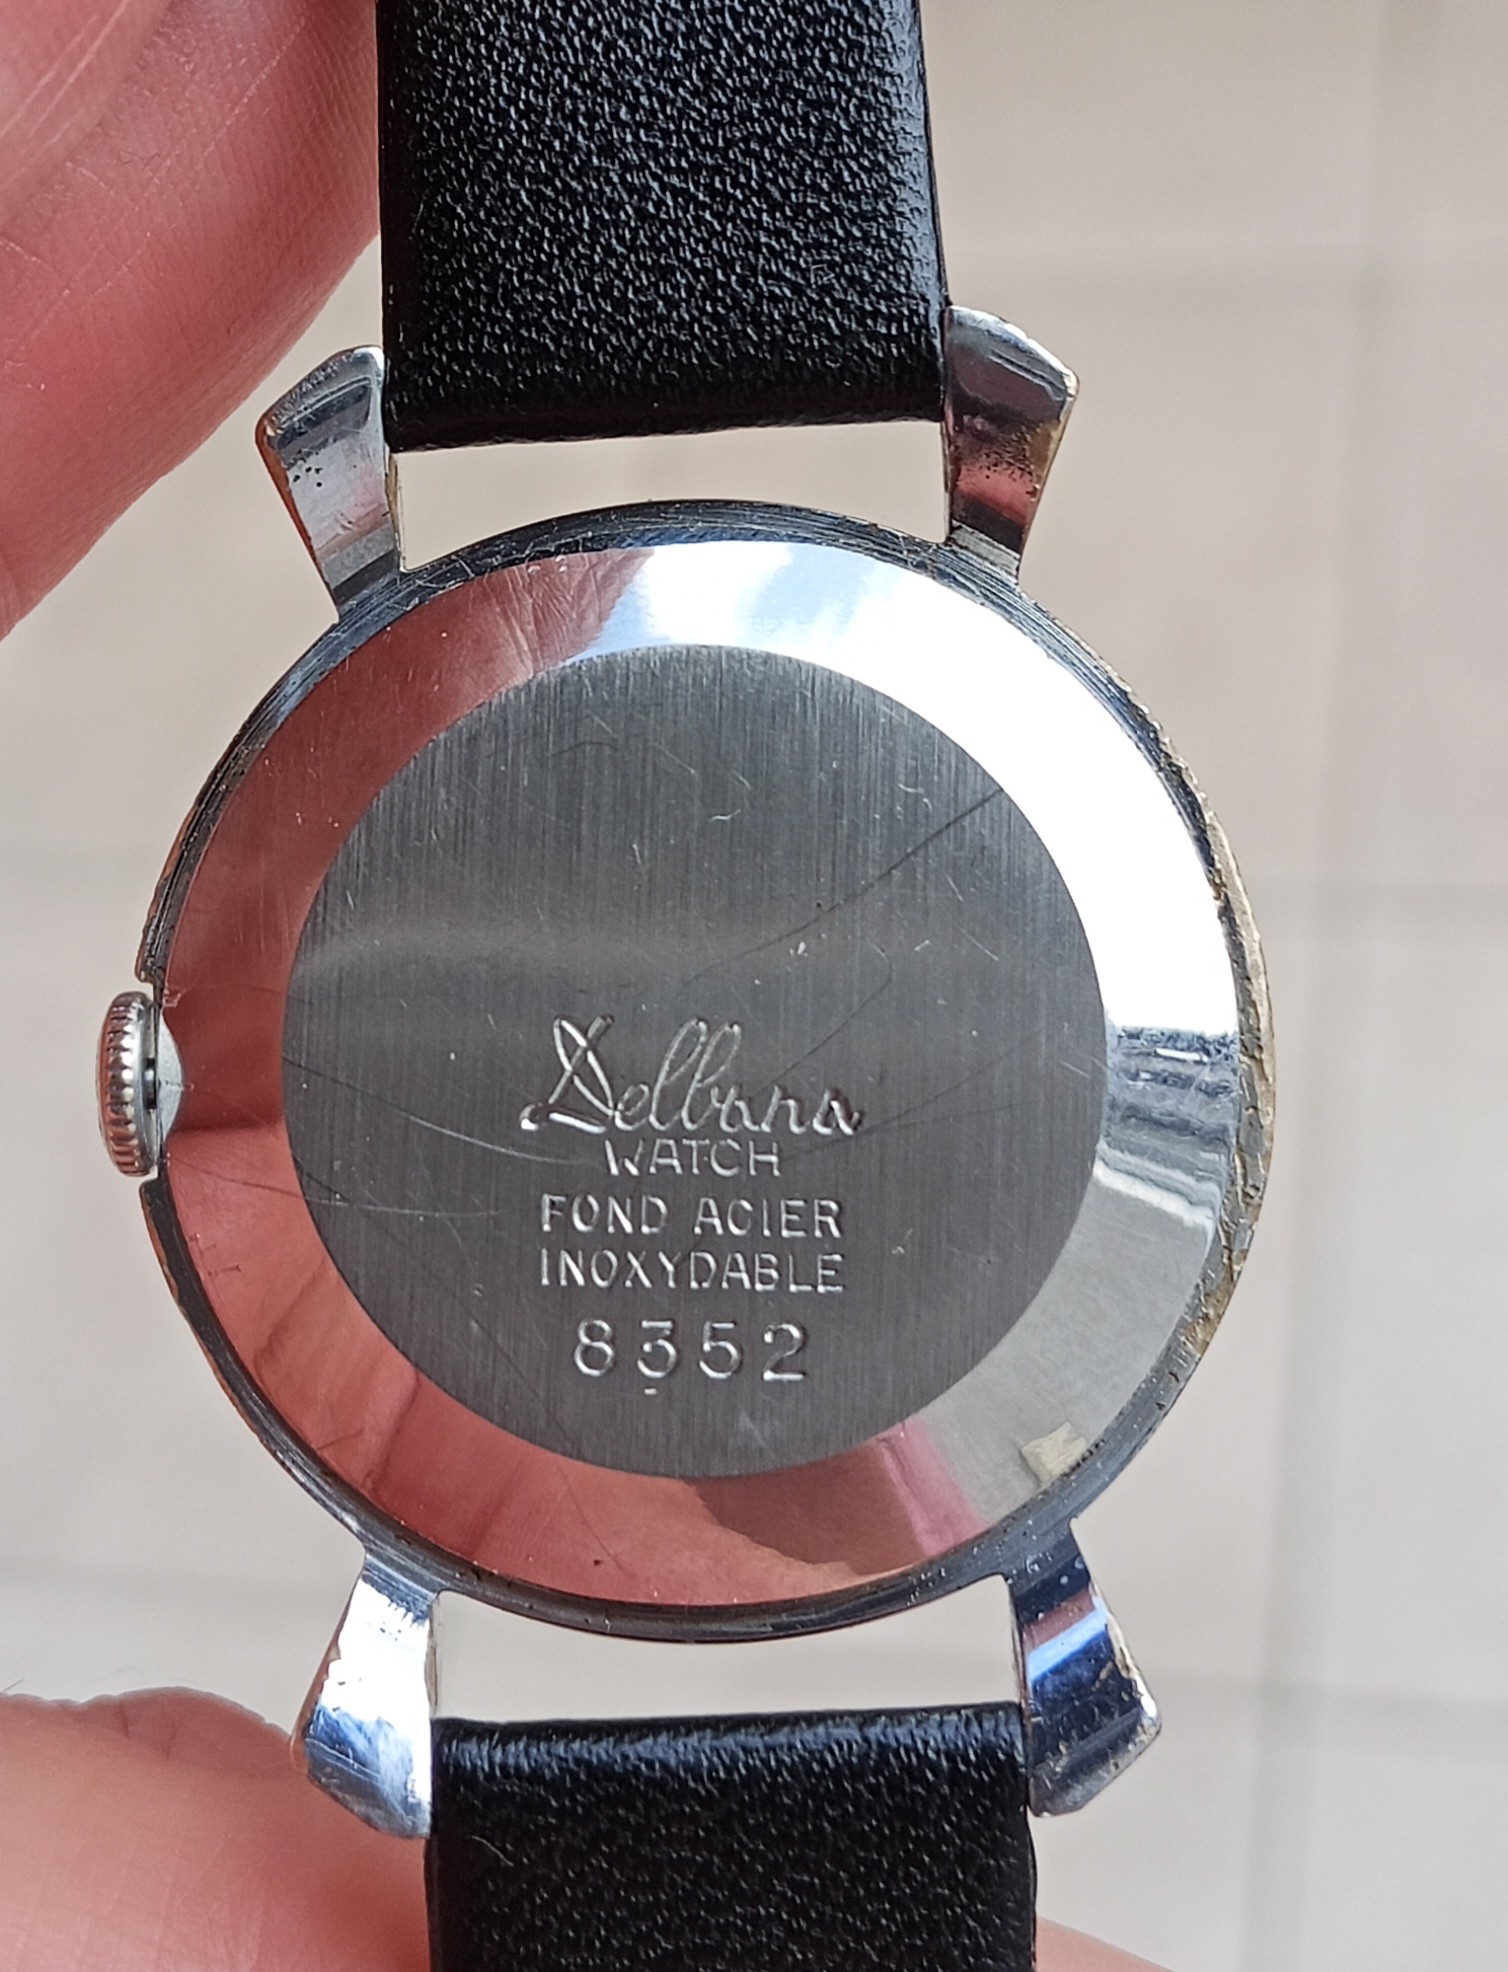 Delbana
WATCH
FOND ACIER
INOXYDABLE
8352